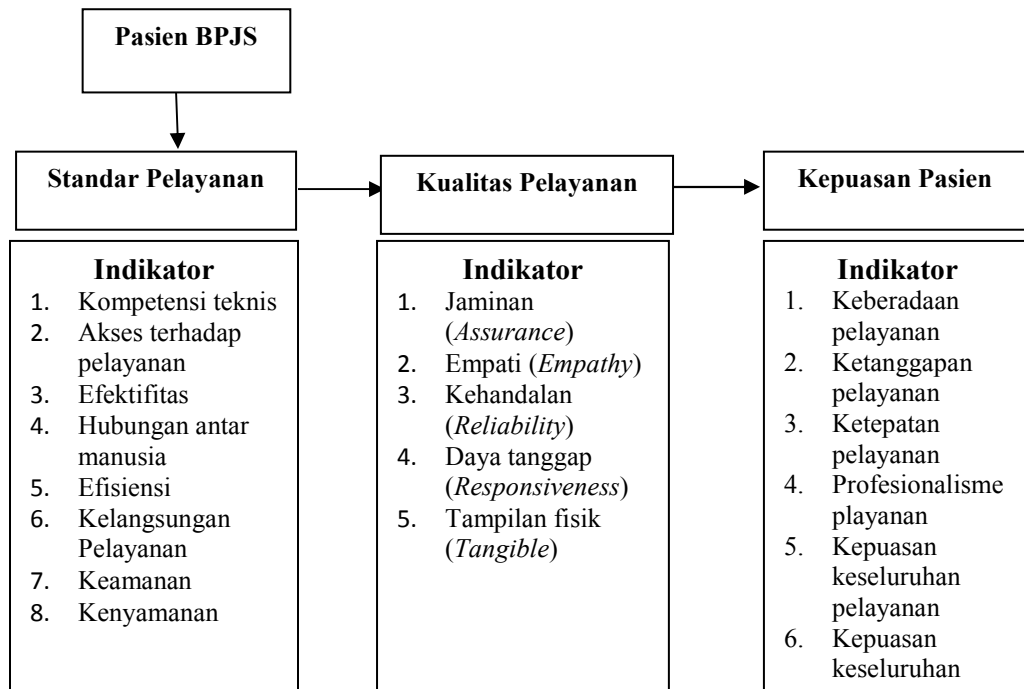 Pasien BPJS
Standar Pelayanan
Kualitas Pelayanan
Kepuasan Pasien
Indikator
1. Kompetensi teknis
2. Akses terhadap
pelayanan
3. Efektifitas
4. Hubungan antar
manusia
5. Efisiensi
6. Kelangsungan
Pelayanan
7. Keamanan
8. Kenyamanan
Indikator
1. Jaminan
(Assurance)
2. Empati (Empathy)
3. Kehandalan
(Reliability)
4. Daya tanggap
(Responsiveness)
5. Tampilan fisik
(Tangible)
Indikator
1. Keberadaan
pelayanan
2. Ketanggapan
pelayanan
3. Ketepatan
pelayanan
4. Profesionalisme
playanan
5. Kepuasan
keseluruhan
pelayanan
6. Kepuasan
keseluruhan